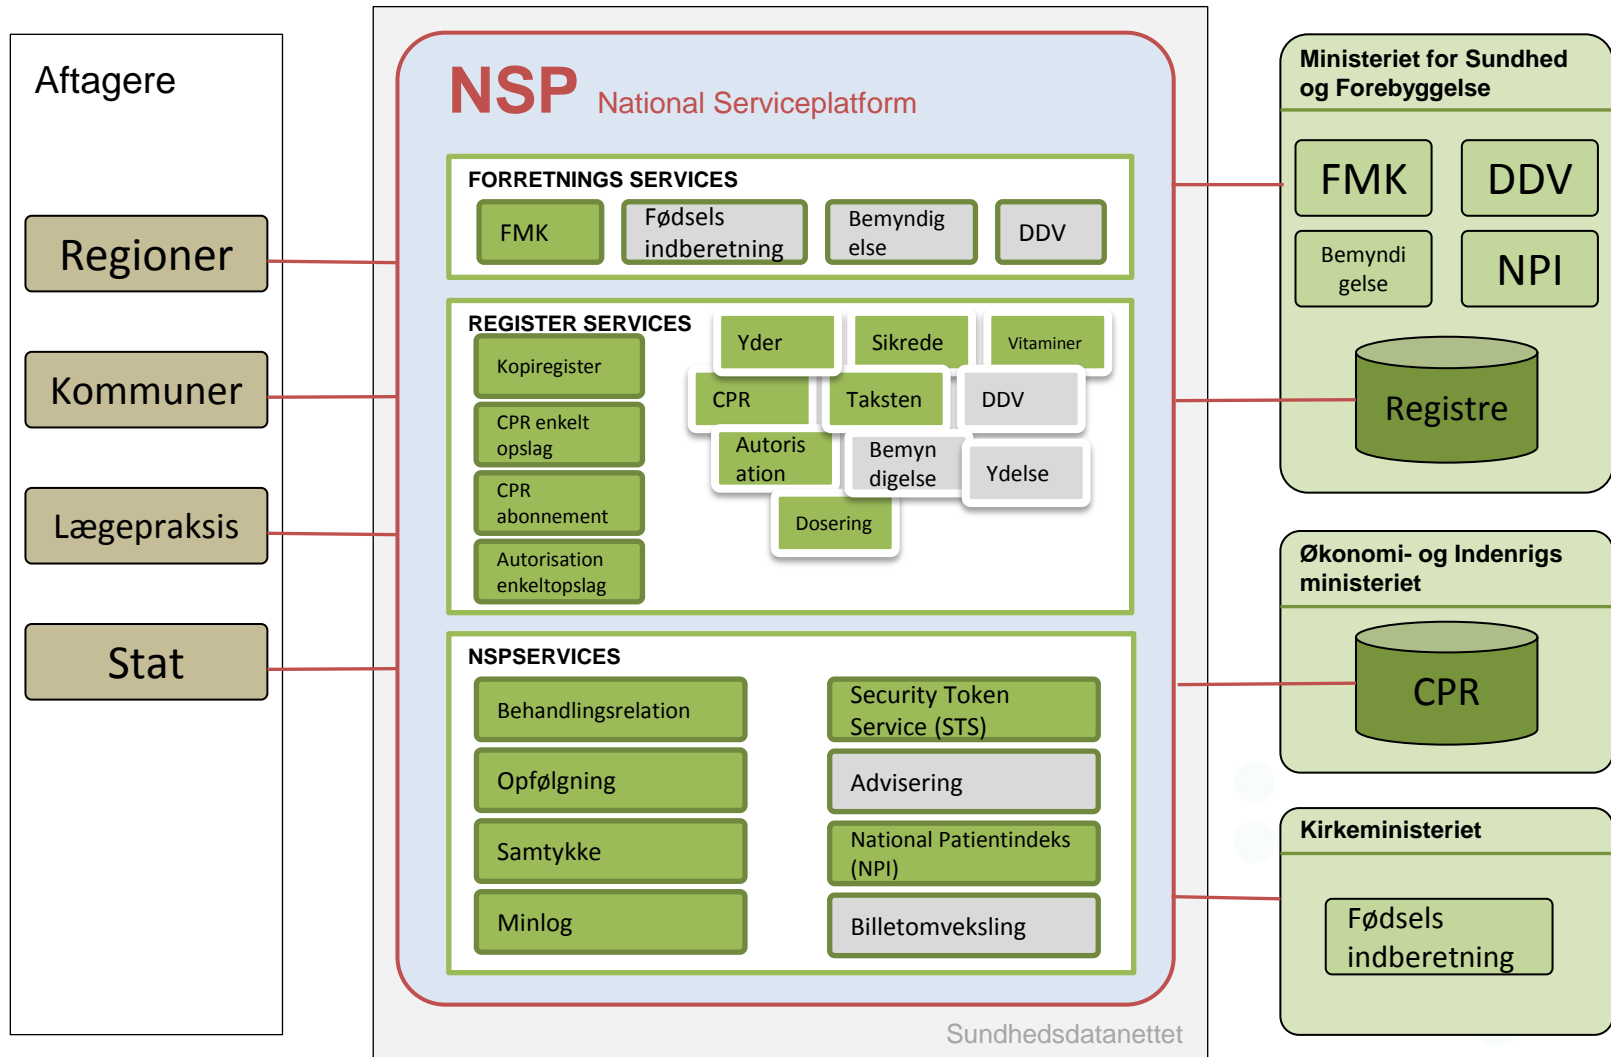 Aftagere
Regioner
Kommuner
Lægepraksis
Stat
NSP National Serviceplatform
FORRETNINGS SERVICES
FMK
Fødsels
indberetning
Bemyndig
else
DDV
REGISTER SERVICES
Kopiregister
CPR enkelt
opslag
CPR
abonnement
Autorisation
enkeltopslag
Yder
Sikrede
Vitaminer
CPR
Taksten
DDV
Autoris
ation
Bemyn
digelse
Ydelse
Dosering
NSPSERVICES
Behandlingsrelation
Opfølgning
Samtykke
Minlog
Security Token
Service (STS)
Advisering
National Patientindeks
(NPI)
Billetomveksling
Sundhedsdatanettet
Ministeriet for Sundhed
og Forebyggelse
FMK
DDV
Bemyndi
gelse
NPI
Registre
Økonomi- og Indenrigs
ministeriet
CPR
Kirkeministeriet
Fødsels
indberetning